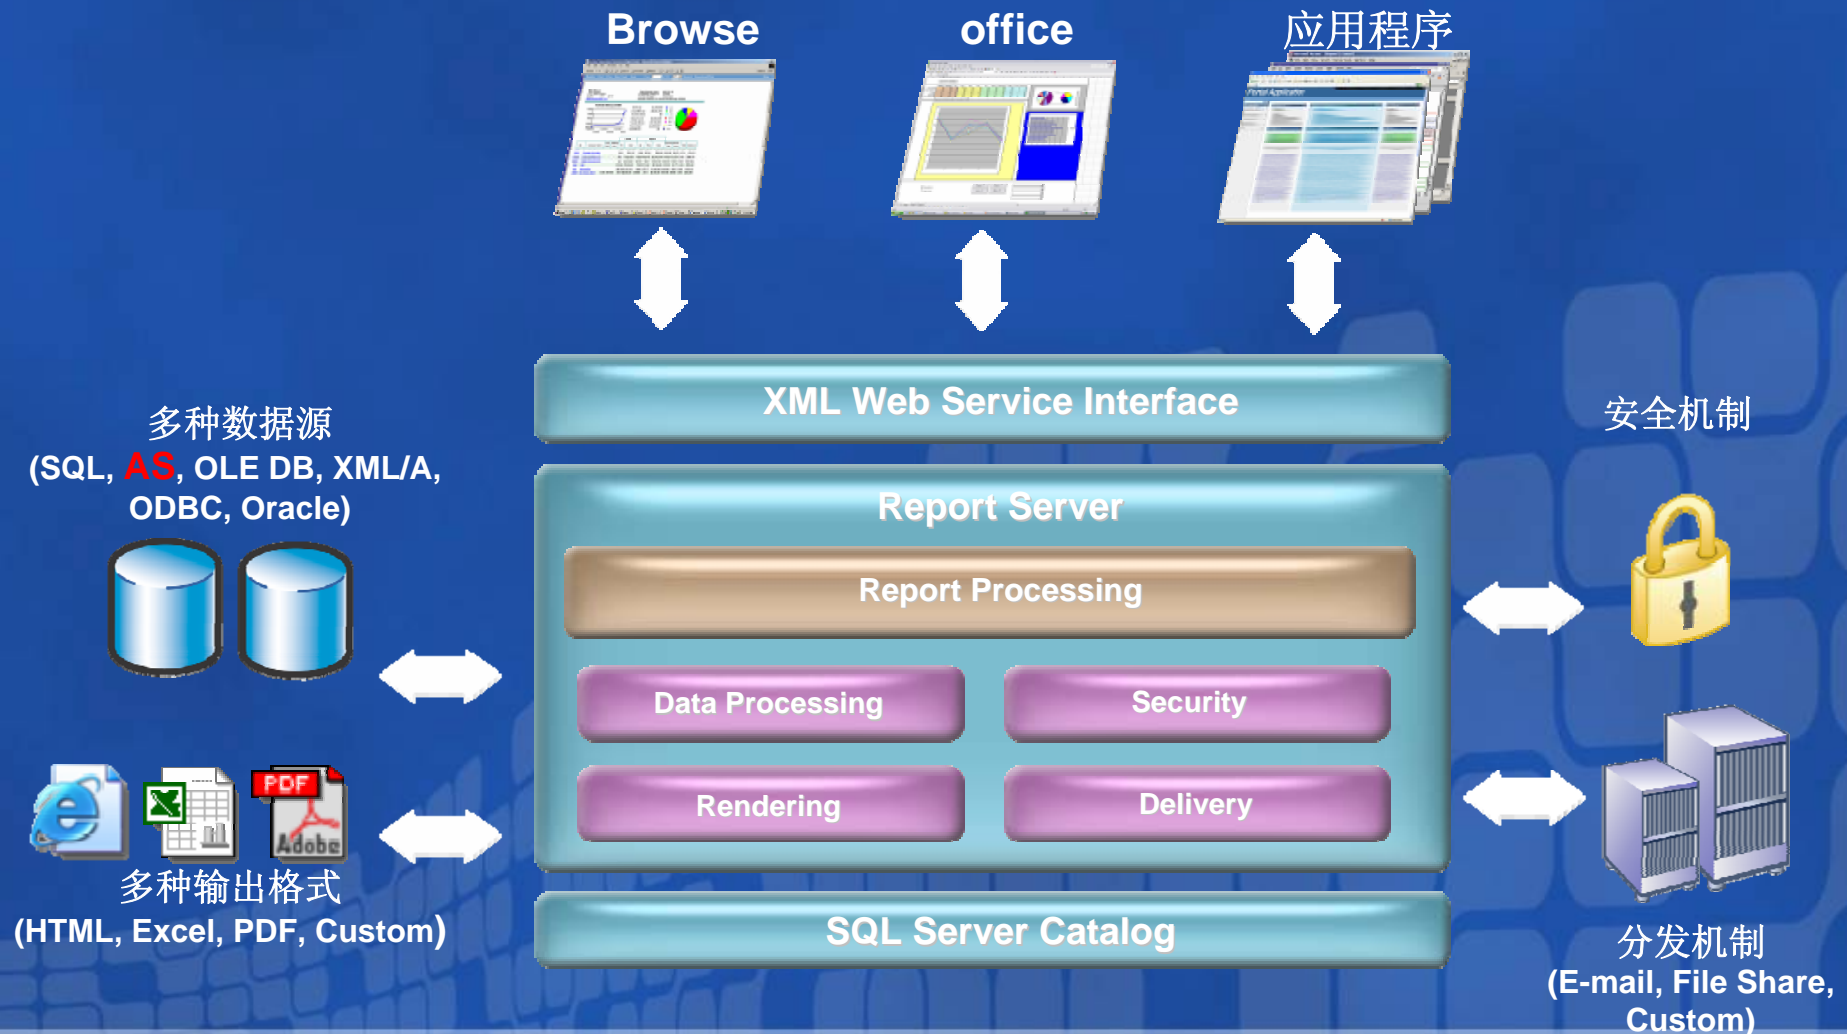 Browse
office
应用程序
Portal Application
XML Web Service Interface
多种数据源
(SQL, AS, OLE DB, XML/A,
ODBC, Oracle)
安全机制
Report Server
Report Processing
Data Processing
Security
Rendering
Delivery
PDF
Adobe
多种输出格式
(HTML, Excel, PDF, Custom)
SQL Server Catalog
分发机制
(E-mail, File Share,
Custom)